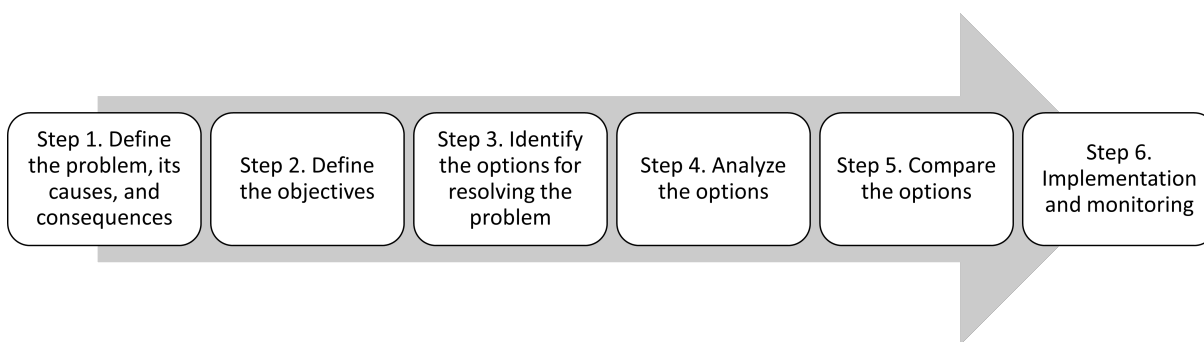 Step 1. Define
the problem, its
causes, and
consequences
Step 2. Define
the objectives
Step 3. Identify
the options for
resolving the
problem
Step 4. Analyze
the options
Step 5. Compare
the options
Step 6.
Implementation
and monitoring